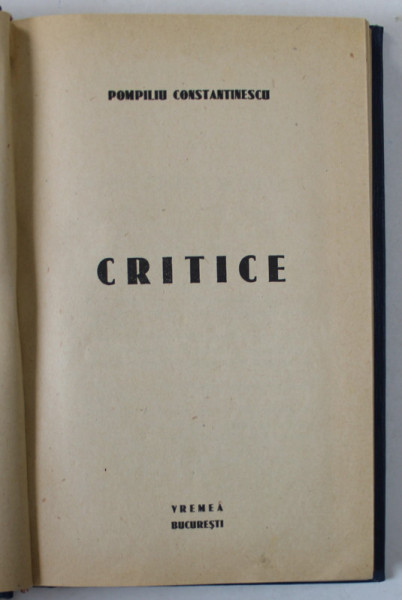 POMPILIU CONSTANTINESCU
CRITICE
VREMEA
BUCUREȘTI